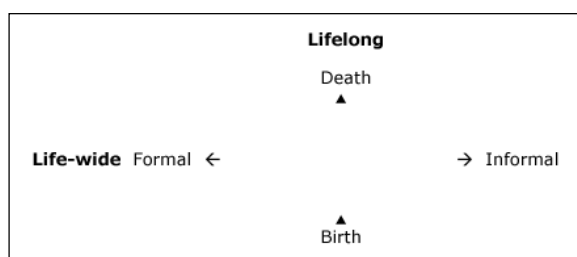 Lifelong
Death
▲
Life-wide Formal ← → Informal
▲
Birth